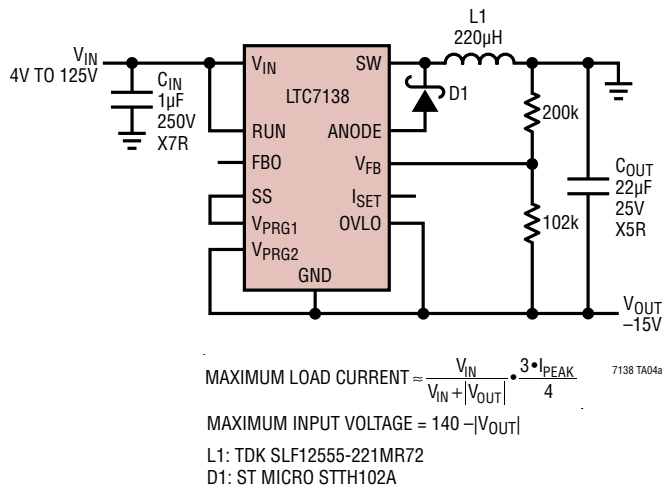 L1
220µH
V_IN
4V TO 125V
V_IN
SW
C_IN
1µF
250V
X7R
LTC7138
D1
200k
RUN
ANODE
FBO
V_FB
C_OUT
22µF
25V
X5R
SS
I_SET
V_PRG1
OVLO
102k
V_PRG2
GND
V_OUT
–15V
MAXIMUM LOAD CURRENT ≈ V_IN / (V_IN + |V_OUT|) • 3•I_PEAK / 4
7138 TA04a
MAXIMUM INPUT VOLTAGE = 140 –|V_OUT|
L1: TDK SLF12555-221MR72
D1: ST MICRO STTH102A